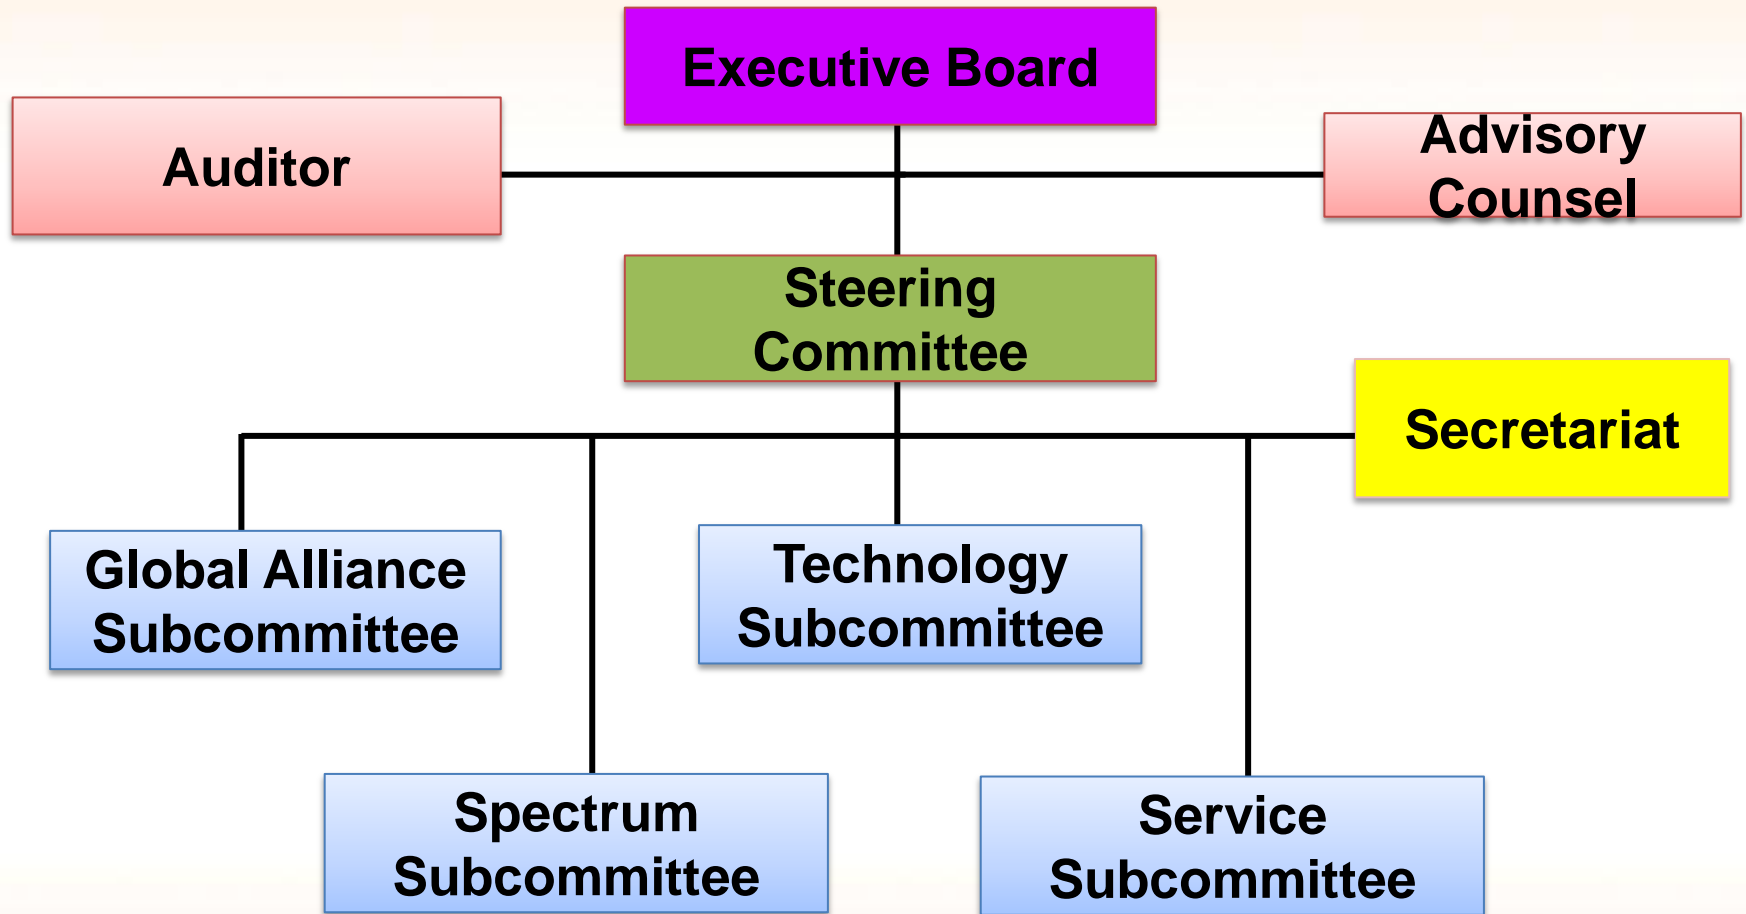 Executive Board
Auditor
Advisory
Counsel
Steering
Committee
Secretariat
Global Alliance
Subcommittee
Technology
Subcommittee
Spectrum
Subcommittee
Service
Subcommittee